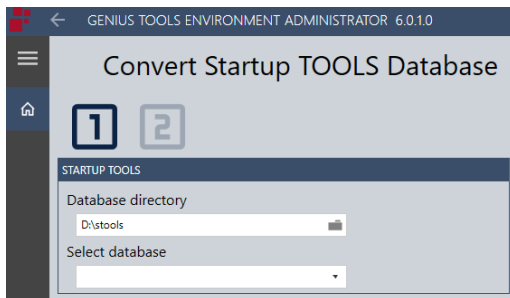 GENIUS TOOLS ENVIRONMENT ADMINISTRATOR 6.0.1.0
Convert Startup TOOLS Database
1 2
STARTUP TOOLS
Database directory
D:\stools
Select database